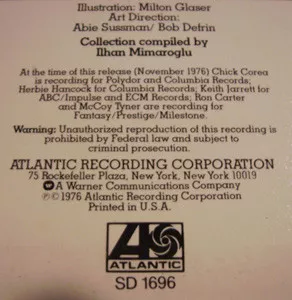 Illustration: Milton Glaser
Art Direction:
Abie Sussman/ Bob Defrin
Collection compiled by
Ilhan Mimaroglu
At the time of this release (November 1976) Chick Corea
is recording for Polydor and Columbia Records;
Herbie Hancock for Columbia Records; Keith Jarrett for
ABC/Impulse and ECM Records; Ron Carter
and McCoy Tyner are recording for
Fantasy/Prestige/Milestone.
Warning: Unauthorized reproduction of this recording is
prohibited by Federal law and subject to
criminal prosecution.
ATLANTIC RECORDING CORPORATION
75 Rockefeller Plaza, New York, New York 10019
A Warner Communications Company
℗ © 1976 Atlantic Recording Corporation
Printed in U.S.A.
ATLANTIC
SD 1696